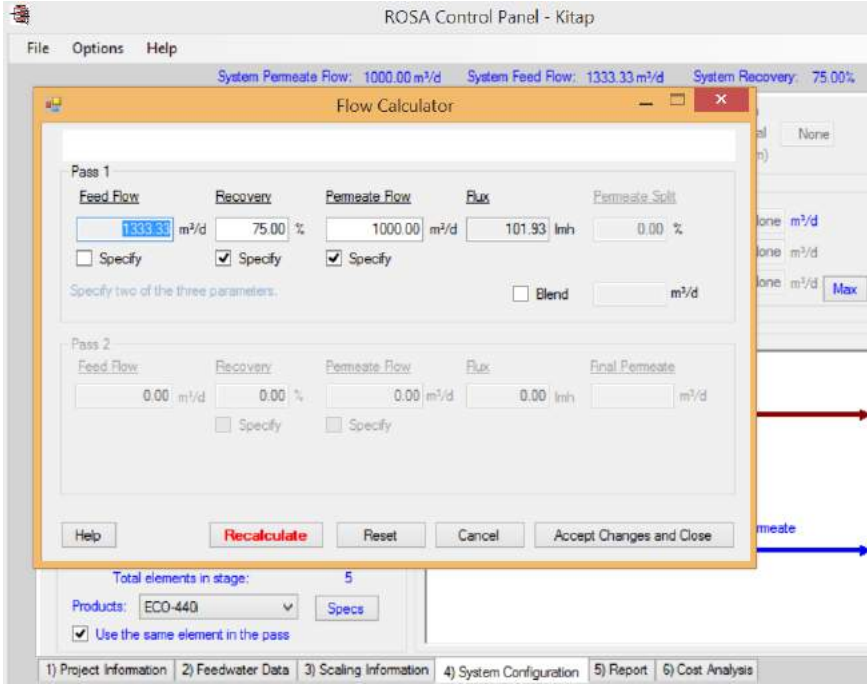 ROSA Control Panel - Kitap
File Options Help
System Permeate Flow: 1000.00 m³/d System Feed Flow: 1333.33 m³/d System Recovery: 75.00%
Flow Calculator
None
Pass 1
Feed Flow Recovery Permeate Flow Flux Permeate Split
1333.33 m³/d 75.00 % 1000.00 m³/d 101.93 lmh 0.00 %
Specify Specify Specify
Specify two of the three parameters.
Blend m³/d
m³/d
m³/d
m³/d Max
Pass 2
Feed Flow Recovery Permeate Flow Flux Final Permeate
0.00 m³/d 0.00 % 0.00 m³/d 0.00 lmh m³/d
Specify Specify
Help Recalculate Reset Cancel Accept Changes and Close
meate
Total elements in stage: 5
Products: ECO-440i Specs
Use the same element in the pass
1) Project Information 2) Feedwater Data 3) Scaling Information 4) System Configuration 5) Report 6) Cost Analysis